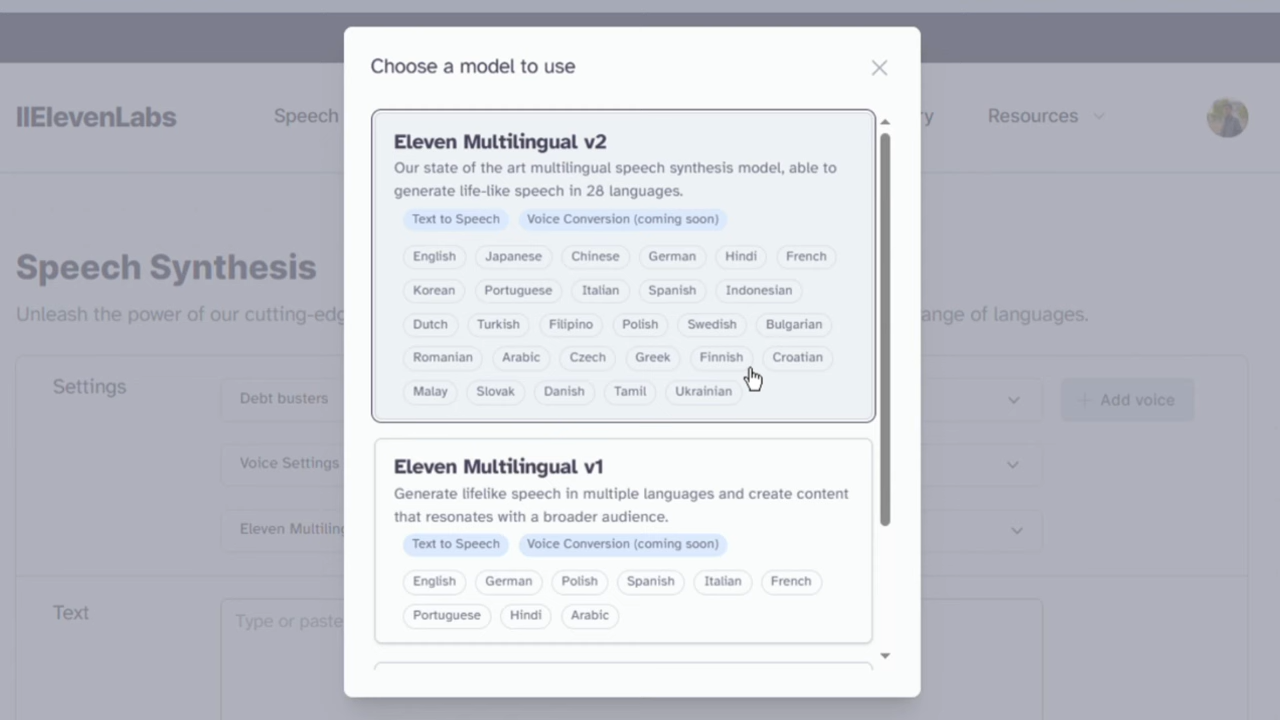 Choose a model to use
IIElevenLabs
Speech
Resources
Eleven Multilingual v2
Our state of the art multilingual speech synthesis model, able to
generate life-like speech in 28 languages.
Text to Speech Voice Conversion (coming soon)
English Japanese Chinese German Hindi French
Korean Portuguese Italian Spanish Indonesian
Dutch Turkish Filipino Polish Swedish Bulgarian
Romanian Arabic Czech Greek Finnish Croatian
Malay Slovak Danish Tamil Ukrainian
Eleven Multilingual v1
Generate lifelike speech in multiple languages and create content
that resonates with a broader audience.
Text to Speech Voice Conversion (coming soon)
English German Polish Spanish Italian French
Portuguese Hindi Arabic
Speech Synthesis
Unleash the power of our cutting-edg
ange of languages.
Settings
Debt busters
+ Add voice
Voice Settings
Eleven Multiling
Text
Type or paste